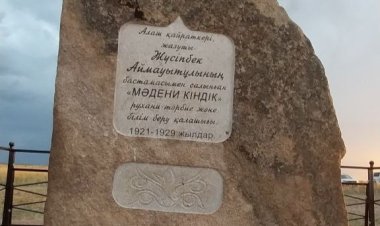 Алаш қайраткері,
жазушы
Жүсіпбек
Аймауытұлының
бастамасымен салынған
«МӘДЕНИ КІНДІК»
рухани-тәрбие және
білім беру қалашығы.
1921-1929 жылдар